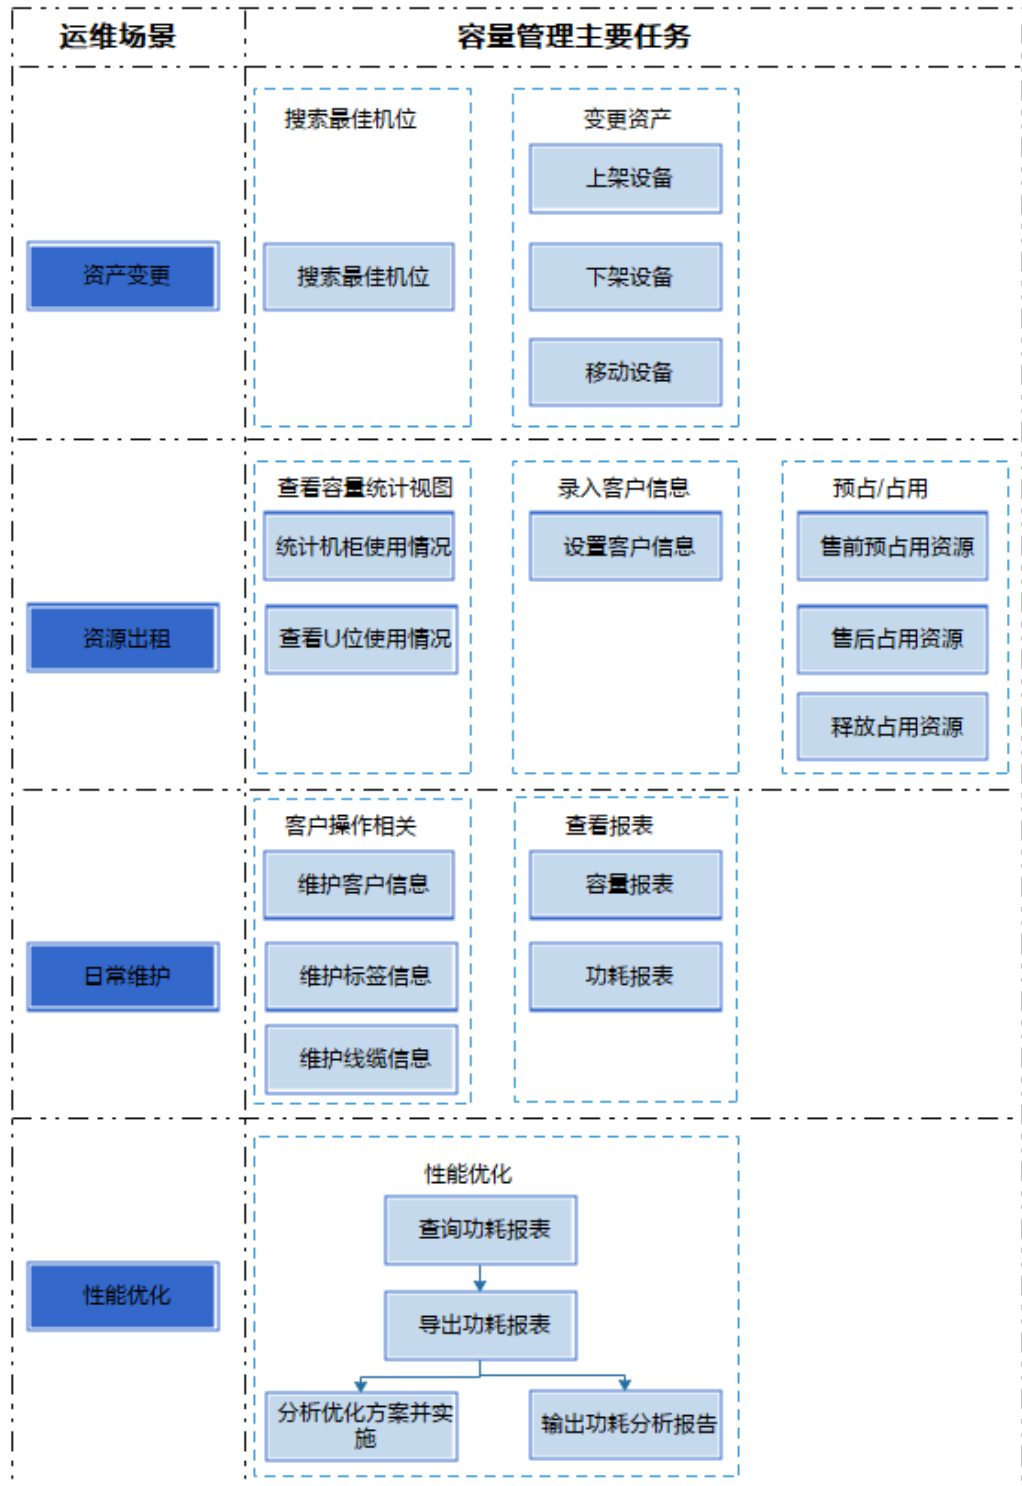 运维场景
容量管理主要任务
搜索最佳机位
变更资产
上架设备
资产变更
搜索最佳机位
下架设备
移动设备
查看容量统计视图
录入客户信息
预占/占用
统计机柜使用情况
设置客户信息
售前预占用资源
资源出租
查看U位使用情况
售后占用资源
释放占用资源
客户操作相关
查看报表
维护客户信息
容量报表
日常维护
维护标签信息
功耗报表
维护线缆信息
性能优化
查询功耗报表
性能优化
导出功耗报表
分析优化方案并实
施
输出功耗分析报告